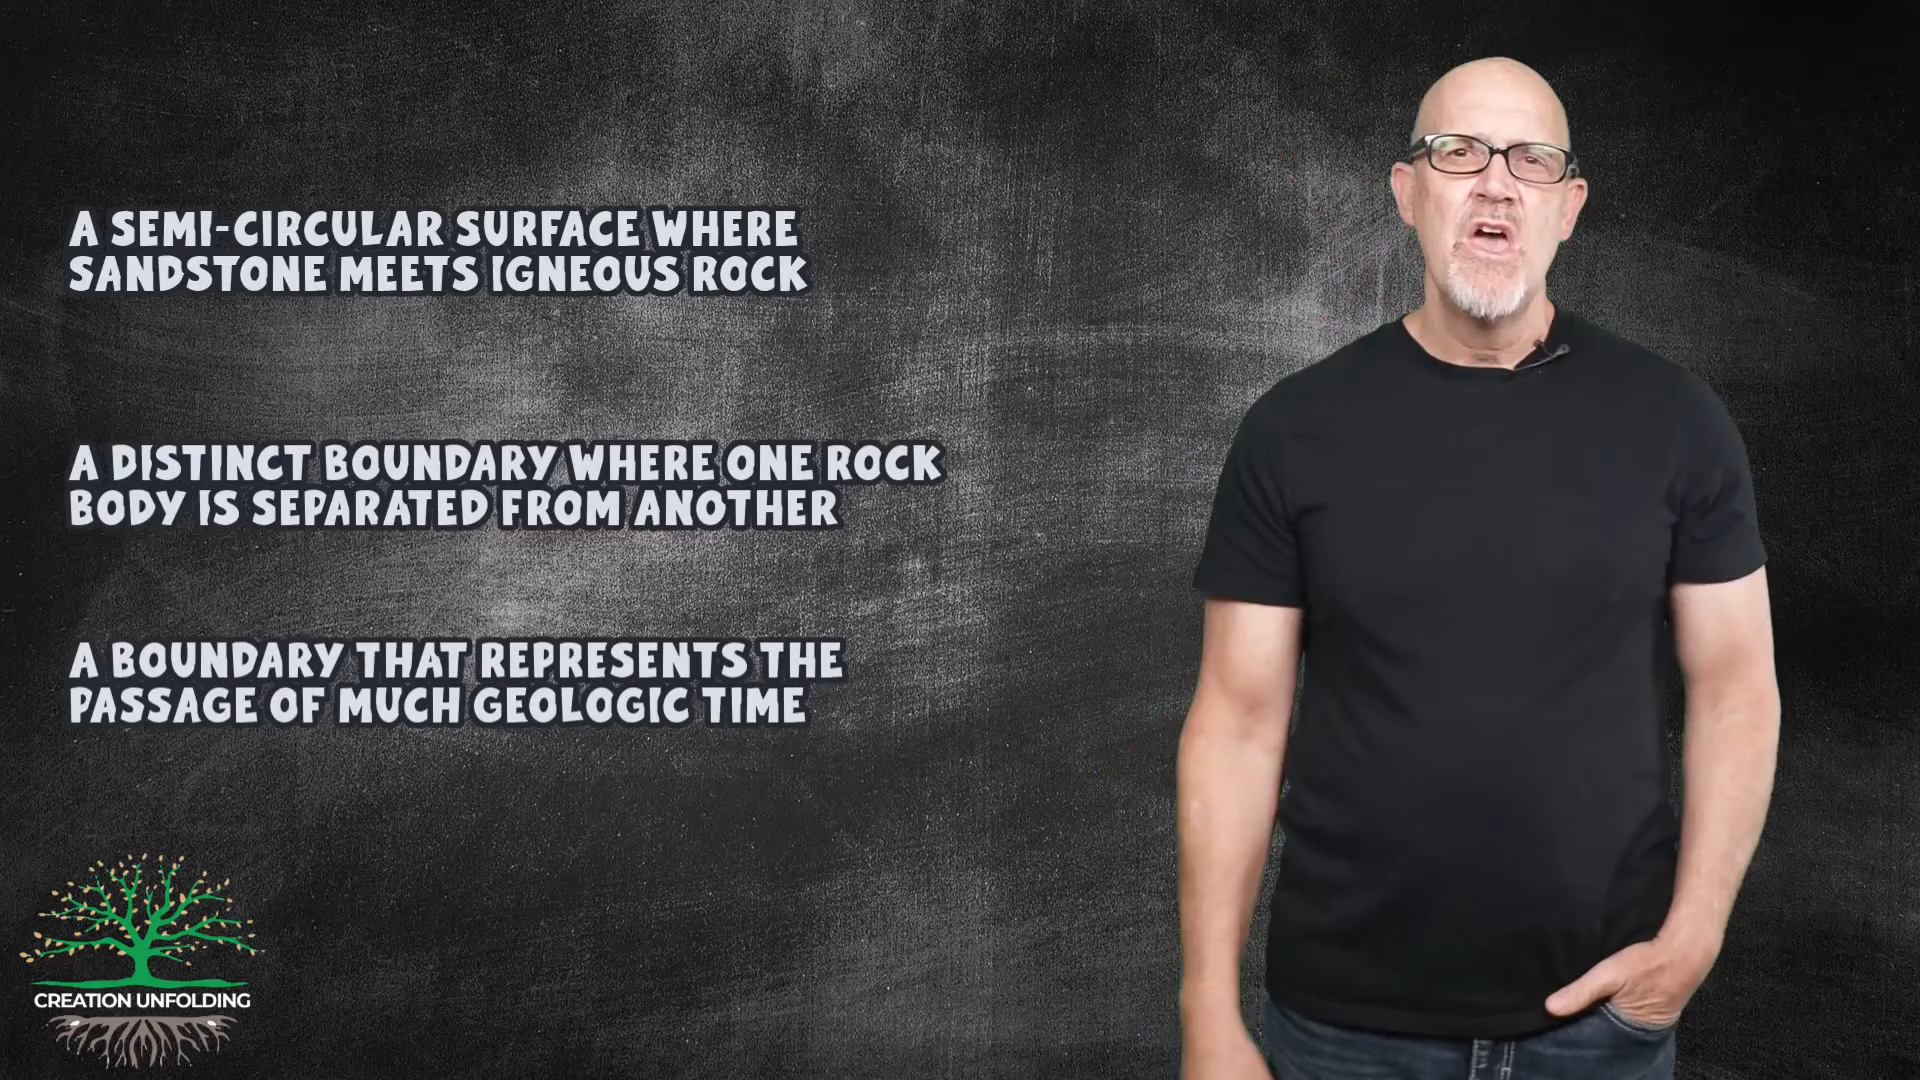 A SEMI-CIRCULAR SURFACE WHERE
SANDSTONE MEETS IGNEOUS ROCK
A DISTINCT BOUNDARY WHERE ONE ROCK
BODY IS SEPARATED FROM ANOTHER
A BOUNDARY THAT REPRESENTS THE
PASSAGE OF MUCH GEOLOGIC TIME
CREATION UNFOLDING